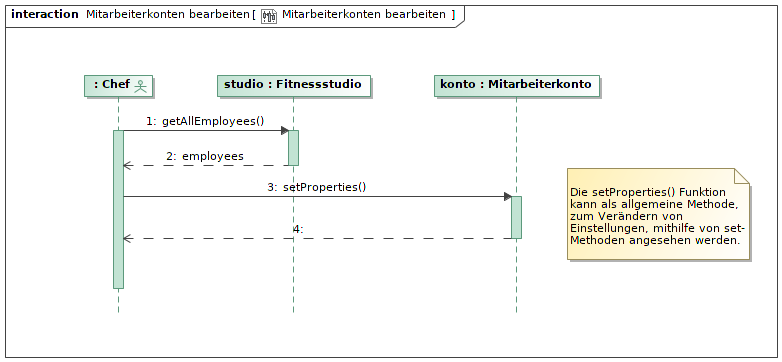 interaction Mitarbeiterkonten bearbeiten[ Mitarbeiterkonten bearbeiten ]
: Chef
studio : Fitnessstudio
konto : Mitarbeiterkonto
1: getAllEmployees()
2: employees
3: setProperties()
4:
Die setProperties() Funktion
kann als allgemeine Methode,
zum Verändern von
Einstellungen, mithilfe von set-
Methoden angesehen werden.